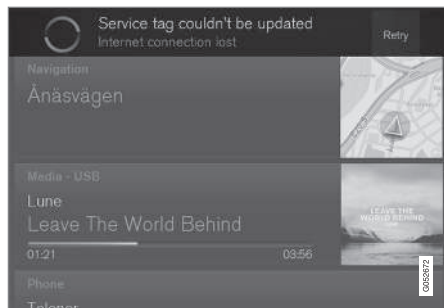 Service tag couldn't be updated
Internet connection lost
Retry
Navigation
Ånäsvägen
Media - USB
Lune
Leave The World Behind
01:21
03:56
LEAVE THE
WORLD BEHIND
Phone
Telenor
G052672